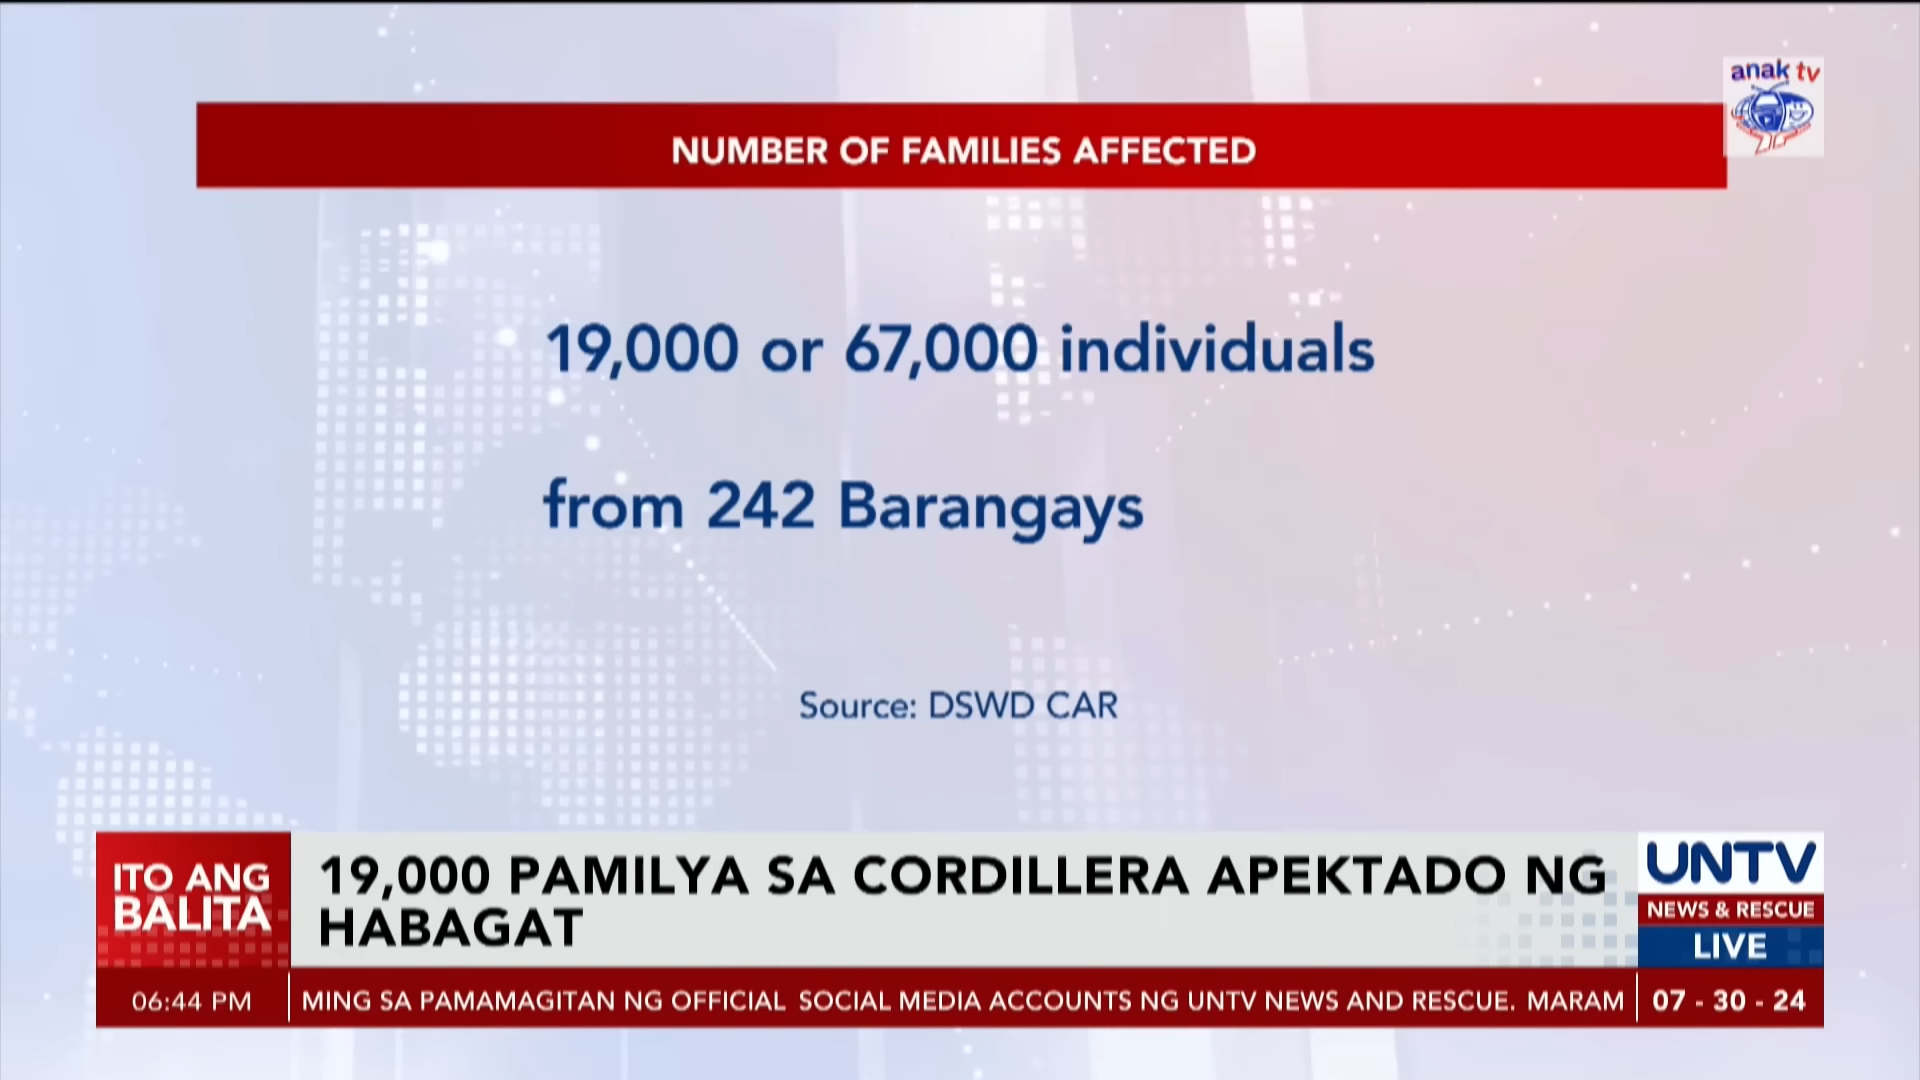 anak tv
NUMBER OF FAMILIES AFFECTED
19,000 or 67,000 individuals
from 242 Barangays
Source: DSWD CAR
ITO ANG
BALITA
19,000 PAMILYA SA CORDILLERA APEKTADO NG
HABAGAT
UNTV
NEWS & RESCUE
LIVE
06:44 PM
MING SA PAMAMAGITAN NG OFFICIAL SOCIAL MEDIA ACCOUNTS NG UNTV NEWS AND RESCUE. MARAM
07 - 30 - 24